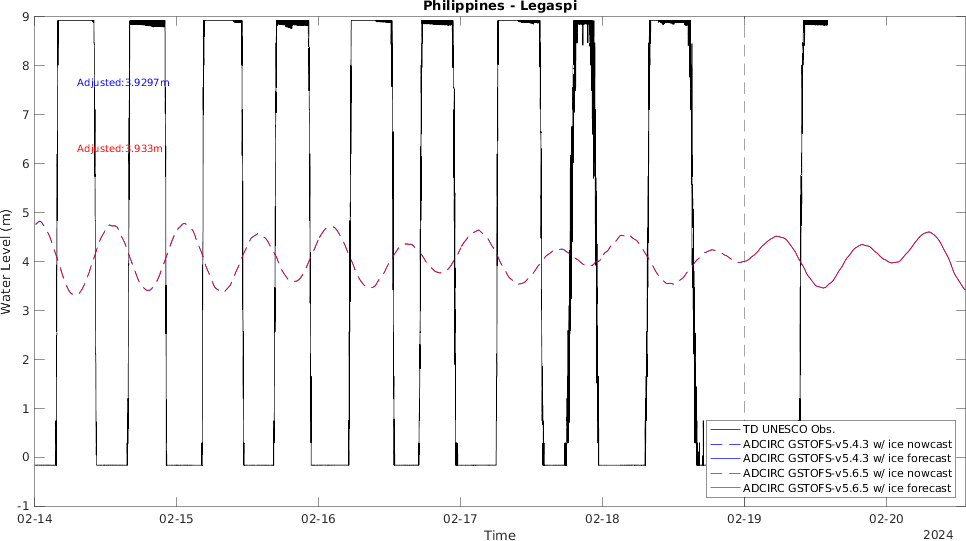 Philippines - Legaspi
9
8
7
6
5
4
3
2
1
0
-1
Water Level (m)
Adjusted:3.9297m
Adjusted:3.933m
TD UNESCO Obs.
ADCIRC GSTOFS-v5.4.3 w/ ice nowcast
ADCIRC GSTOFS-v5.4.3 w/ ice forecast
ADCIRC GSTOFS-v5.6.5 w/ ice nowcast
ADCIRC GSTOFS-v5.6.5 w/ ice forecast
02-14 02-15 02-16 02-17 02-18 02-19 02-20
Time
2024